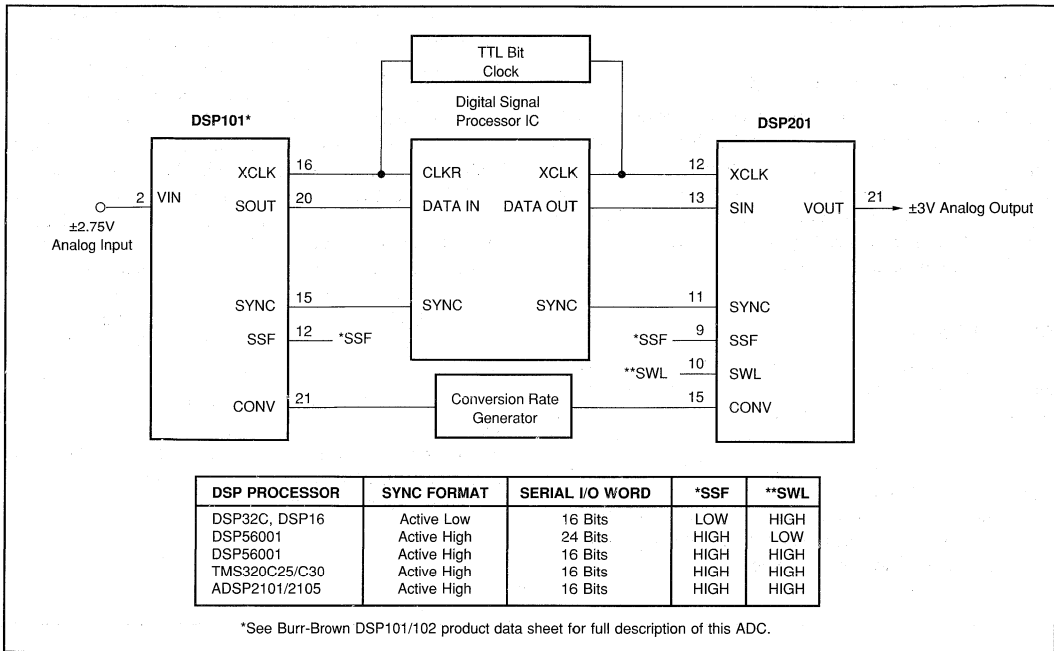 TTL Bit
Clock
Digital Signal
Processor IC
DSP101*
DSP201
XCLK 16 CLKR XCLK 12 XCLK
2 VIN SOUT 20 DATA IN DATA OUT 13 SIN VOUT 21 ±3V Analog Output
±2.75V
Analog Input
SYNC 15 SYNC SYNC 11 SYNC
SSF 12 *SSF *SSF 9 SSF
**SWL 10 SWL
CONV 21 Conversion Rate 15 CONV
Generator
DSP PROCESSOR SYNC FORMAT SERIAL I/O WORD *SSF **SWL
DSP32C, DSP16 Active Low 16 Bits LOW HIGH
DSP56001 Active High 24 Bits HIGH LOW
DSP56001 Active High 16 Bits HIGH HIGH
TMS320C25/C30 Active High 16 Bits HIGH HIGH
ADSP2101/2105 Active High 16 Bits HIGH HIGH
*See Burr-Brown DSP101/102 product data sheet for full description of this ADC.